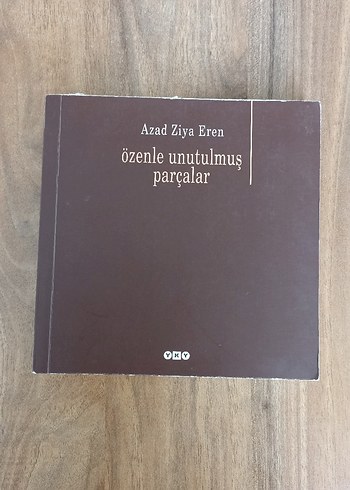 Azad Ziya Eren
özenle unutulmuş
parçalar
YKY